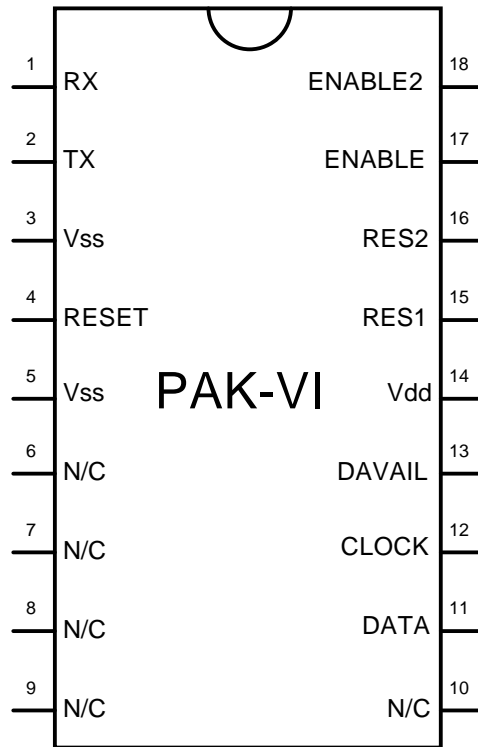 1 RX ENABLE2 18
2 TX ENABLE 17
3 Vss RES2 16
4 RESET RES1 15
5 Vss PAK-VI Vdd 14
6 N/C DAVAIL 13
7 N/C CLOCK 12
8 N/C DATA 11
9 N/C N/C 10